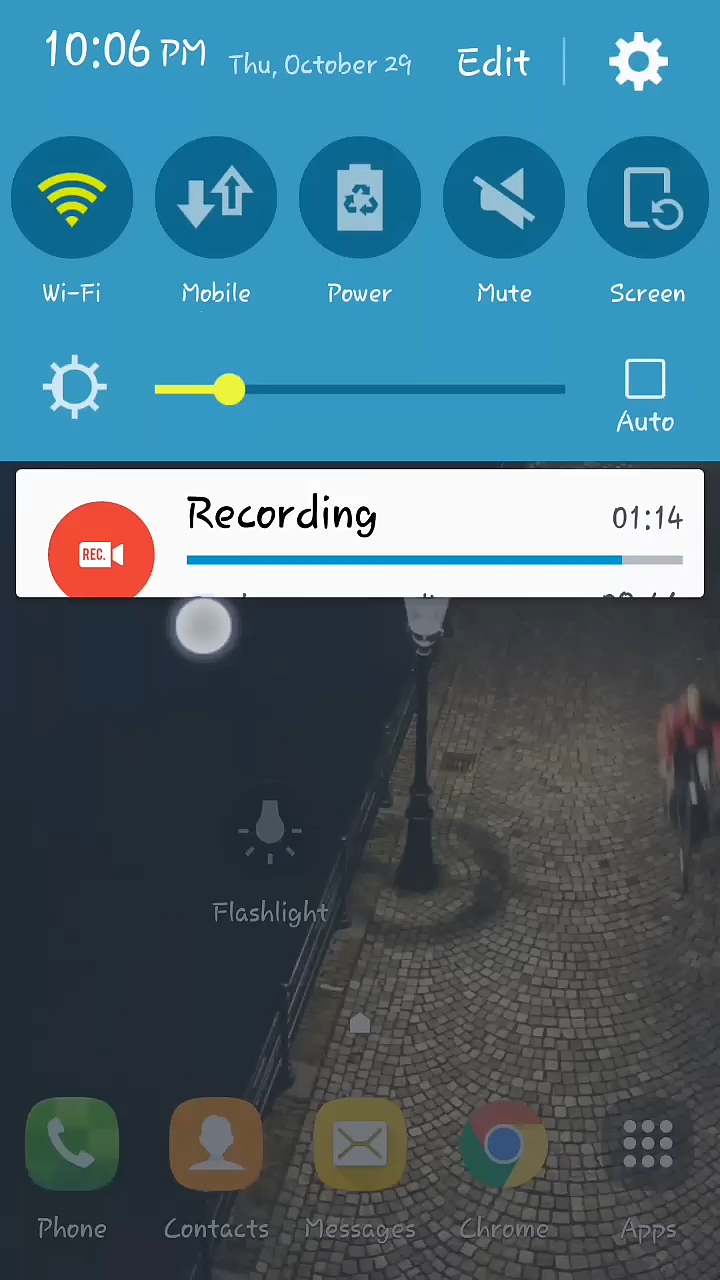 10:06 PM Thu, October 29 Edit
Wi-Fi Mobile Power Mute Screen
Auto
Recording 01:14
REC.
Flashlight
Phone Contacts Messages Chrome Apps